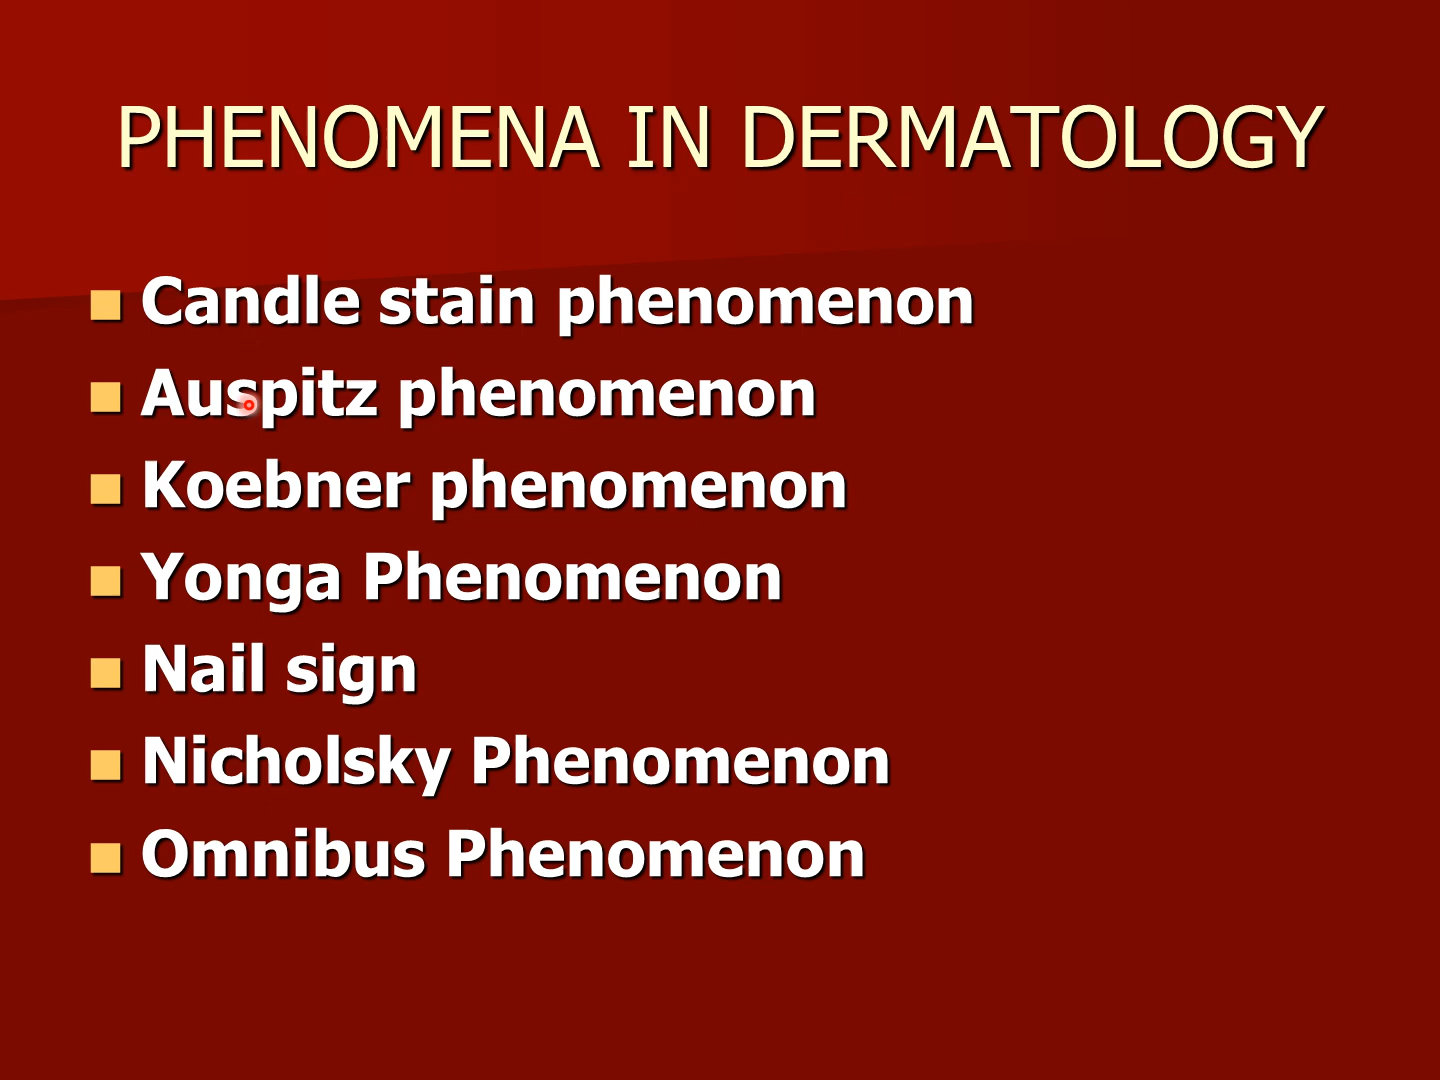 PHENOMENA IN DERMATOLOGY
Candle stain phenomenon
Auspitz phenomenon
Koebner phenomenon
Yonga Phenomenon
Nail sign
Nicholsky Phenomenon
Omnibus Phenomenon